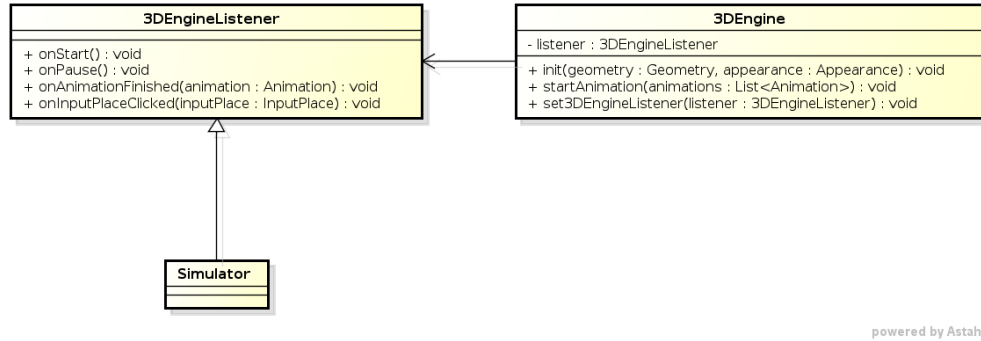 3DEngineListener
+ onStart() : void
+ onPause() : void
+ onAnimationFinished(animation : Animation) : void
+ onInputPlaceClicked(inputPlace : InputPlace) : void
3DEngine
- listener : 3DEngineListener
+ init(geometry : Geometry, appearance : Appearance) : void
+ startAnimation(animations : List<Animation>) : void
+ set3DEngineListener(listener : 3DEngineListener) : void
Simulator
powered by Astah